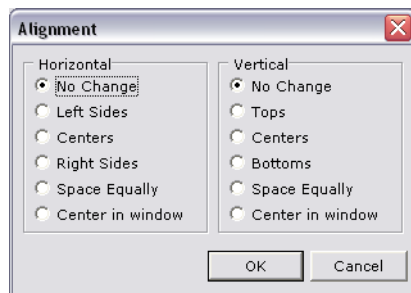 Alignment
Horizontal
No Change
Left Sides
Centers
Right Sides
Space Equally
Center in window
Vertical
No Change
Tops
Centers
Bottoms
Space Equally
Center in window
OK
Cancel